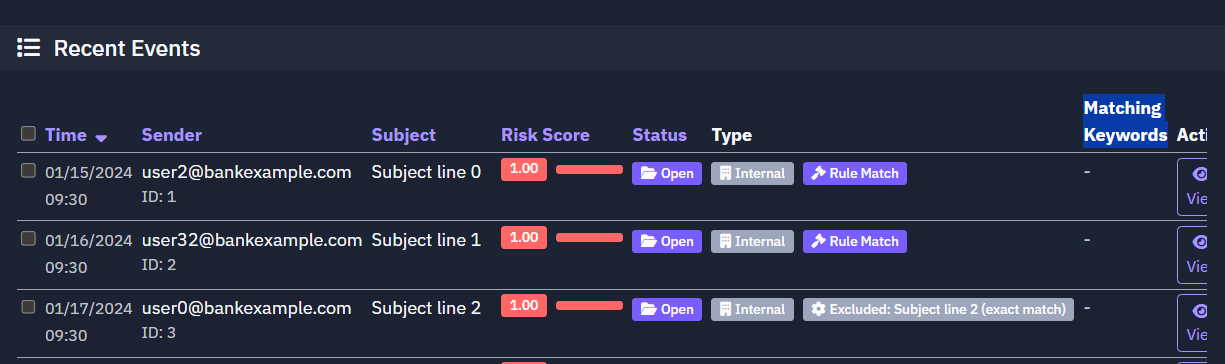 Recent Events
Matching
Time Sender Subject Risk Score Status Type Keywords Acti
01/15/2024 user2@bankexample.com Subject line 0 1.00 Open Internal Rule Match -
09:30 ID: 1 Vie
01/16/2024 user32@bankexample.com Subject line 1 1.00 Open Internal Rule Match -
09:30 ID: 2 Vie
01/17/2024 user0@bankexample.com Subject line 2 1.00 Open Internal Excluded: Subject line 2 (exact match) -
09:30 ID: 3 Vie